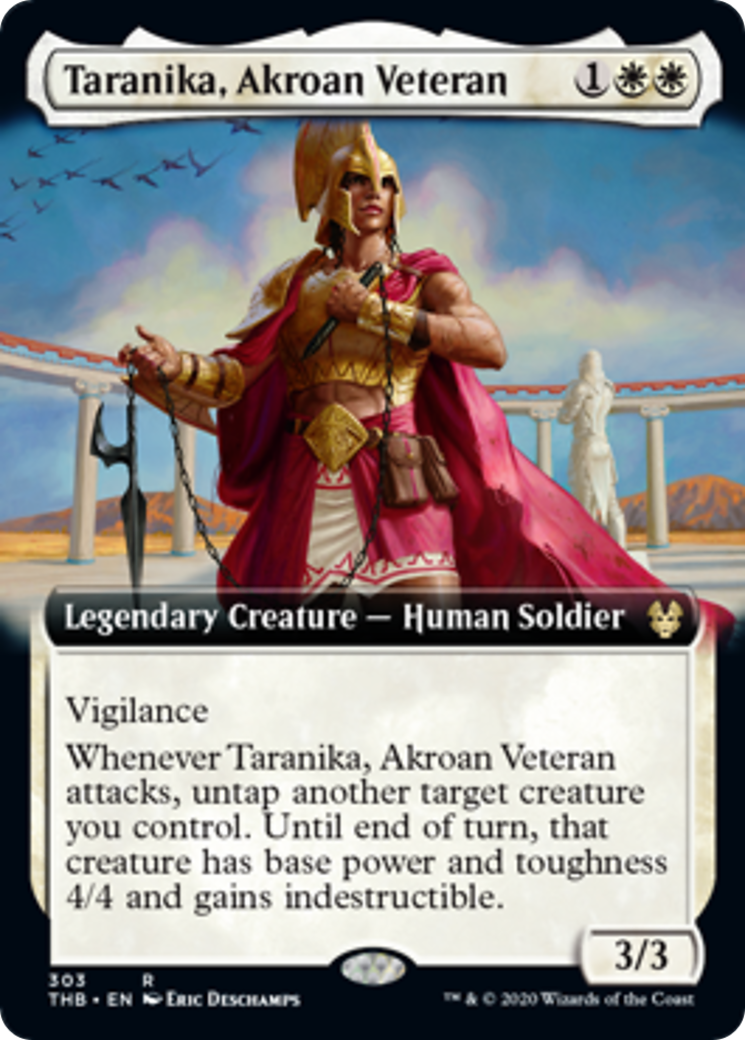 Taranika, Akroan Veteran 1
Legendary Creature — Human Soldier
Vigilance
Whenever Taranika, Akroan Veteran
attacks, untap another target creature
you control. Until end of turn, that
creature has base power and toughness
4/4 and gains indestructible.
3/3
303 R
THB • EN Eric Deschamps
™ & © 2020 Wizards of the Coast